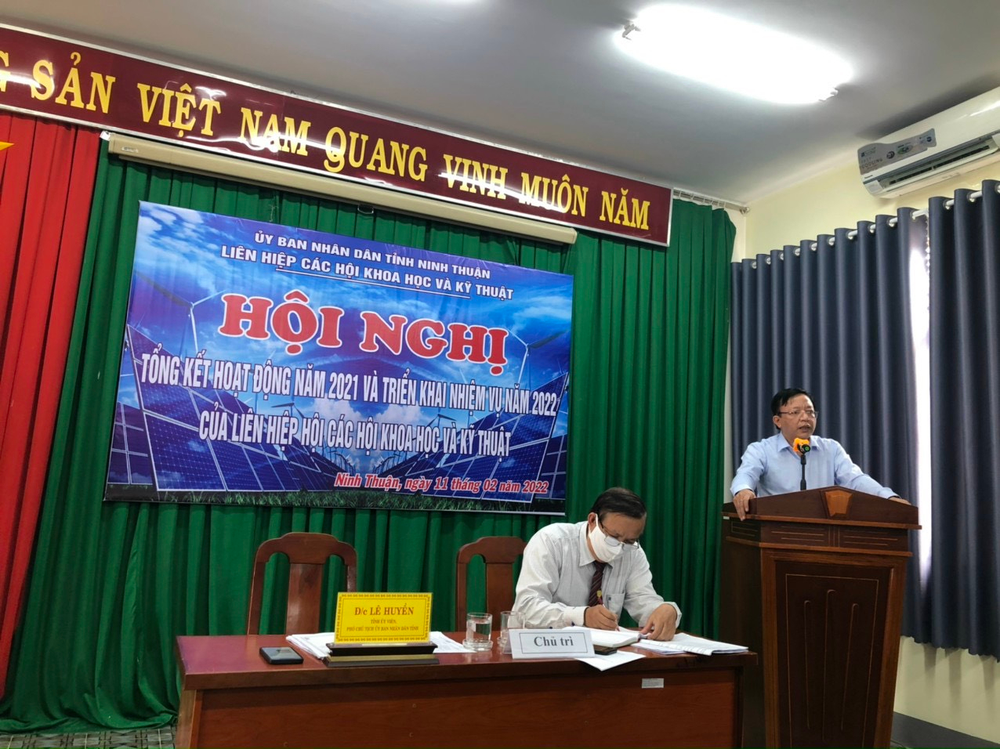 G SẢN VIỆT NAM QUANG VINH MUÔN NĂM
ỦY BAN NHÂN DÂN TỈNH NINH THUẬN
LIÊN HIỆP CÁC HỘI KHOA HỌC VÀ KỸ THUẬT
HỘI NGHỊ
TỔNG KẾT HOẠT ĐỘNG NĂM 2021 VÀ TRIỂN KHAI NHIỆM VỤ NĂM 2022
CỦA LIÊN HIỆP HỘI CÁC HỘI KHOA HỌC VÀ KỸ THUẬT
Ninh Thuận, ngày 11 tháng 02 năm 2022
Đ/c LÊ HUYỀN
TỈNH ỦY VIÊN,
PHÓ CHỦ TỊCH ỦY BAN NHÂN DÂN TỈNH
Chủ trì